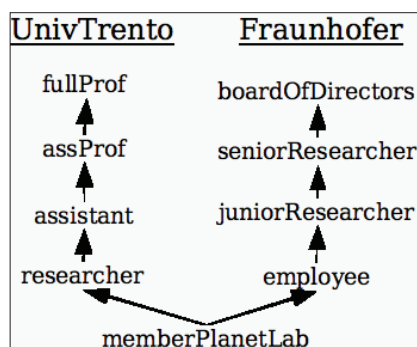 UnivTrento
fullProf
assProf
assistant
researcher
Fraunhofer
boardOfDirectors
seniorResearcher
juniorResearcher
employee
memberPlanetLab